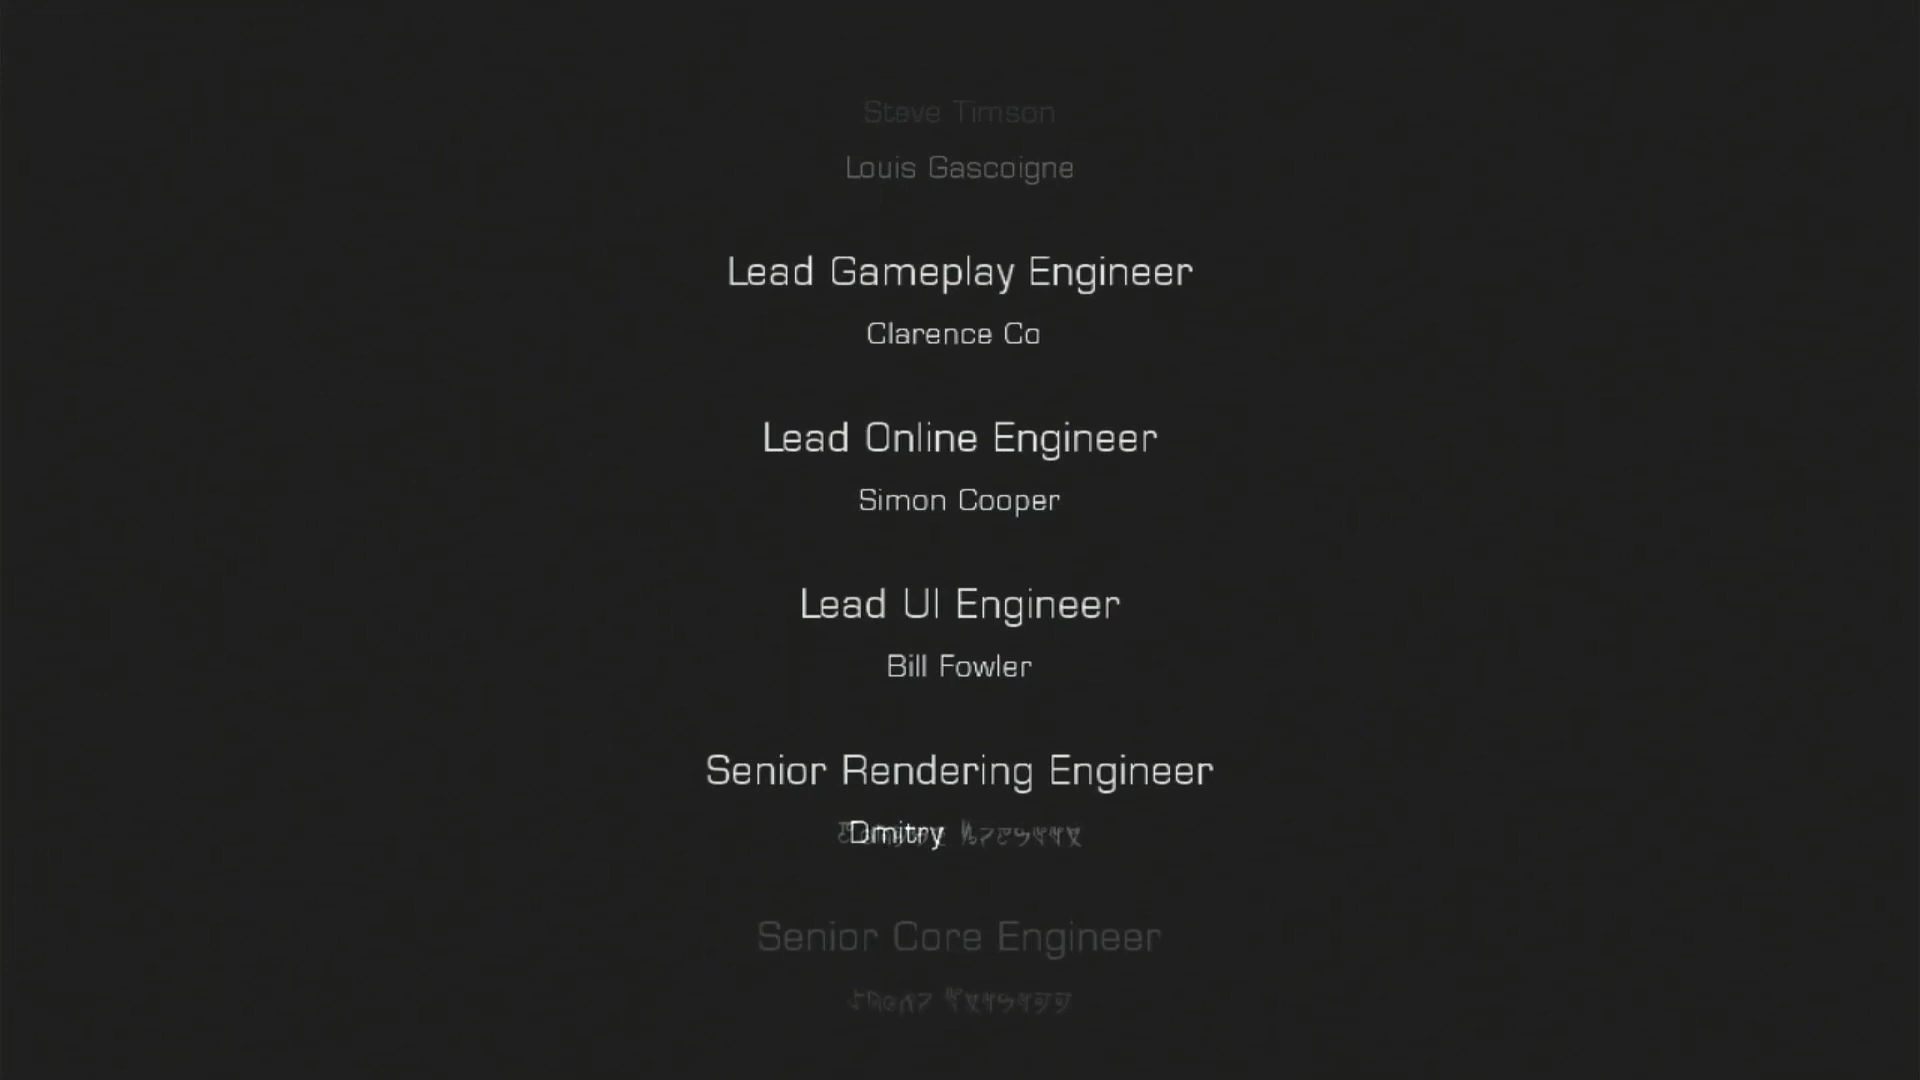 Steve Timson
Louis Gascoigne
Lead Gameplay Engineer
Clarence Co
Lead Online Engineer
Simon Cooper
Lead UI Engineer
Bill Fowler
Senior Rendering Engineer
Dmitry
Senior Core Engineer